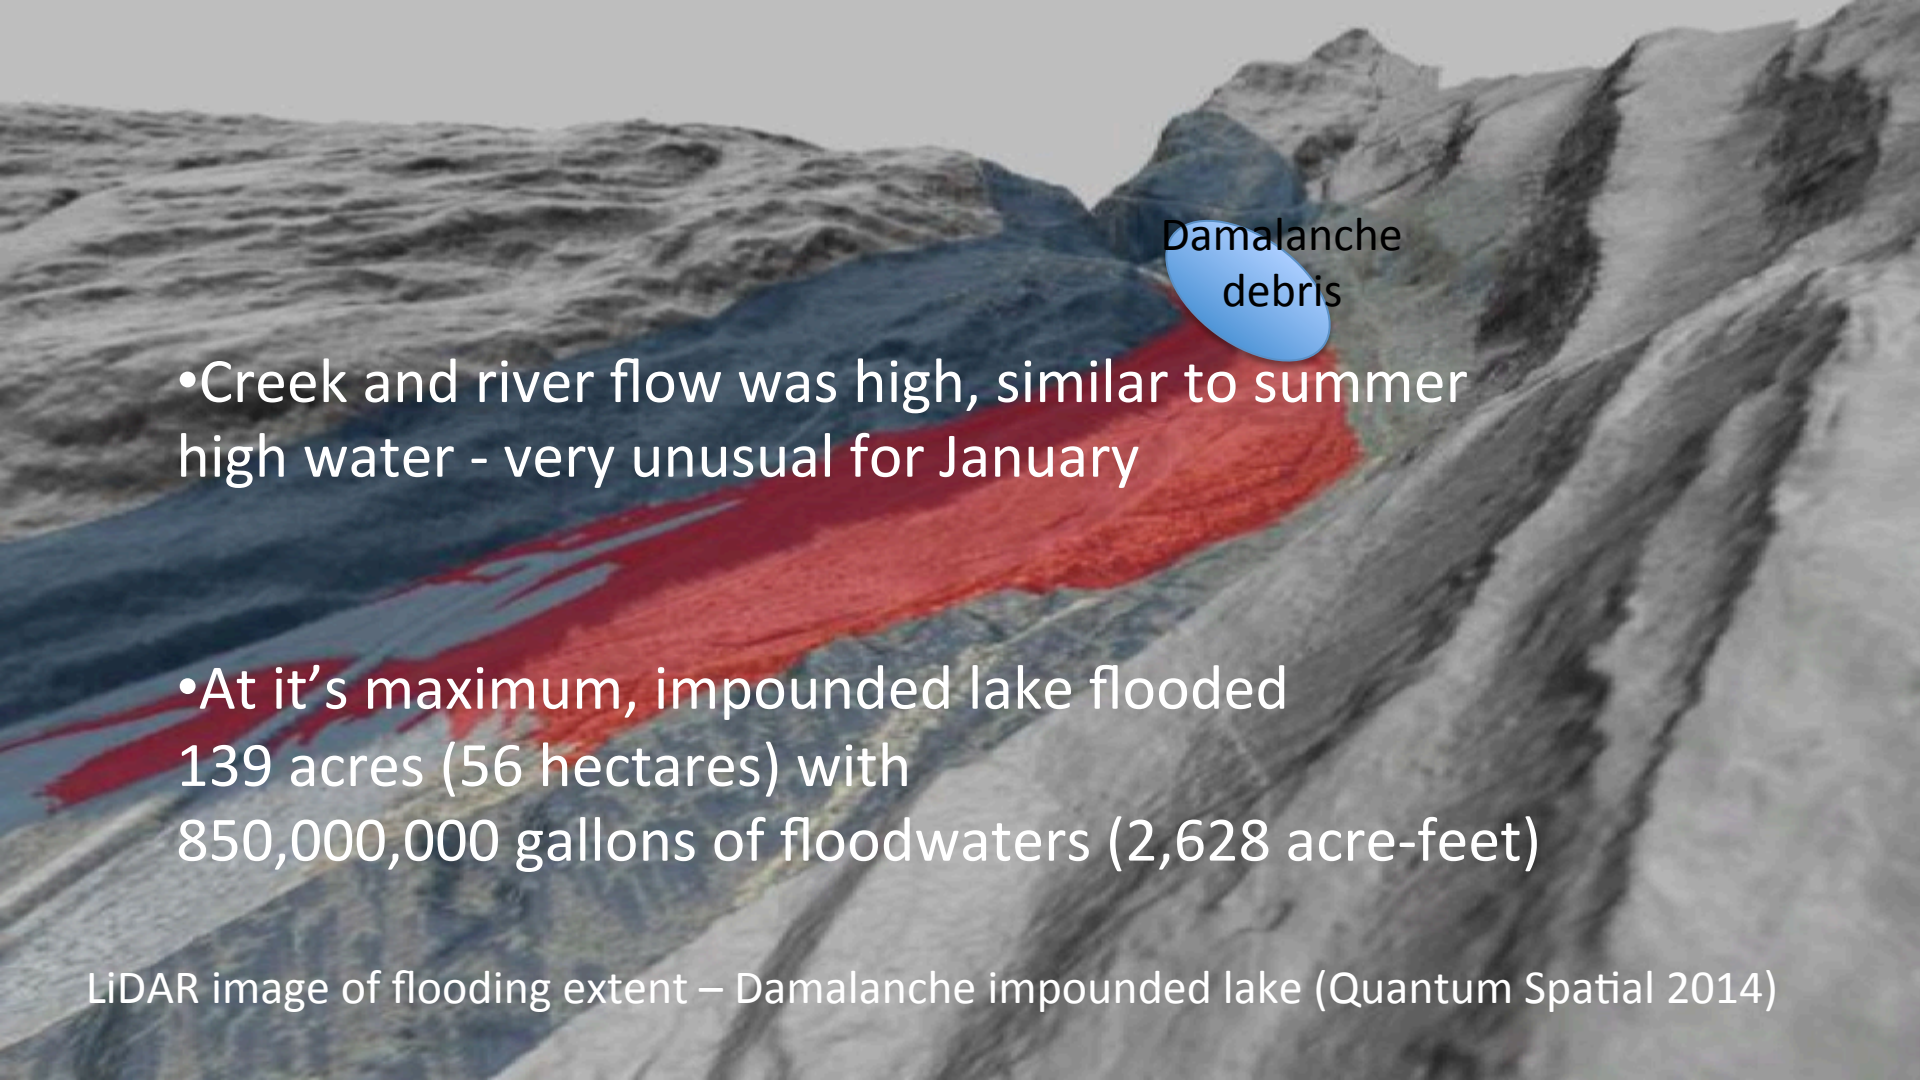 Damalanche
debris
•Creek and river flow was high, similar to summer
high water - very unusual for January
•At it’s maximum, impounded lake flooded
139 acres (56 hectares) with
850,000,000 gallons of floodwaters (2,628 acre-feet)
LiDAR image of flooding extent – Damalanche impounded lake (Quantum Spatial 2014)